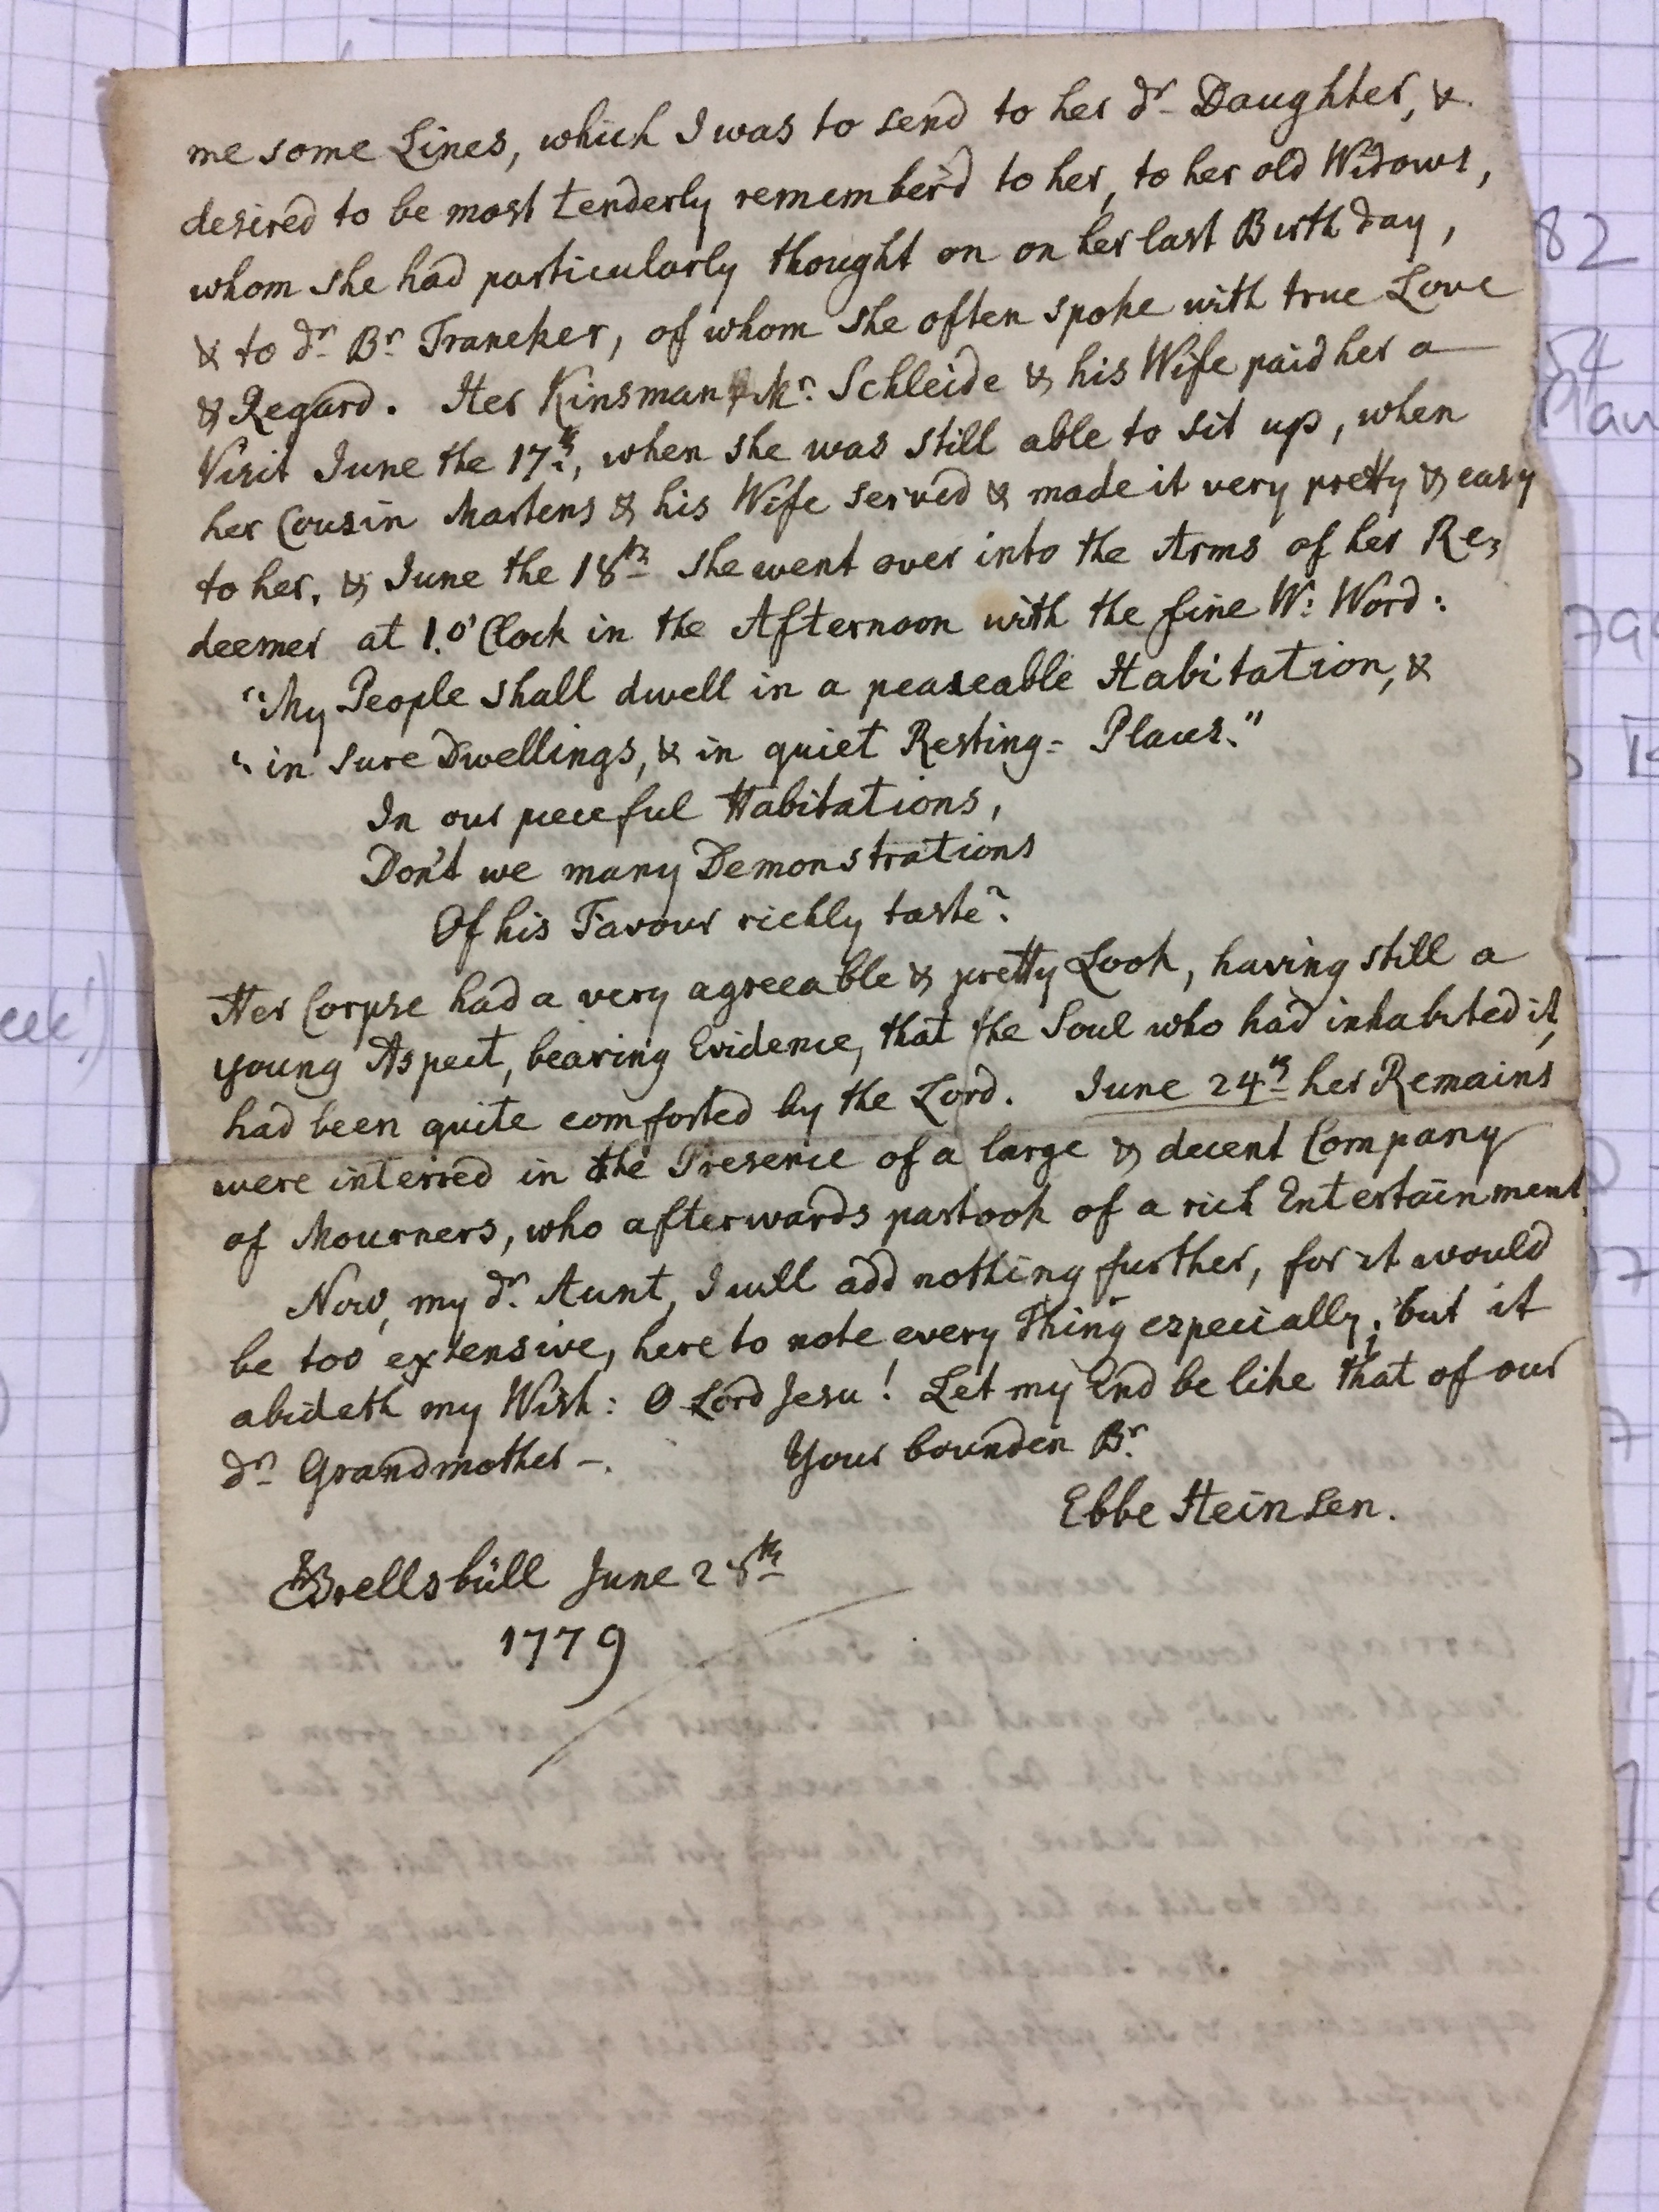 me some Lines, which I was to send to her dr. Daughter, &
desired to be most tenderly remember'd to her, to her old Widows,
whom she had particularly thought on on her last Birth day,
& to dr. Br. Traneker, of whom she often spoke with true Love
& Regard. Her Kinsman Mr. Schleide & his Wife paid her a
Visit June the 17th, when she was still able to sit up, when
her Cousin Martens & his Wife served & made it very pretty & easy
to her. & June the 18th she went over into the Arms of her Re=
deemer at 1. o'Clock in the Afternoon with the fine W: Word:
"My People shall dwell in a peaseable Habitation, &
"in sure Dwellings, & in quiet Resting= Places."
In our peaceful Habitations,
Don't we many Demonstrations
Of his Favour richly taste?
Her Corpse had a very agreeable & pretty Look, having still a
young Aspect, bearing Evidence, that the Soul who had inhabited it,
had been quite comforted by the Lord. June 24th her Remains
were interred in the Presence of a large & decent Company
of Mourners, who afterwards partook of a rich Entertainment.
Now, my dr. Aunt, I will add nothing further, for it would
be too extensive, here to note every Thing especially; but it
abideth my Wish: O Lord Jesu! Let my End be like that of our
dr. Grandmother —. Your bounden Br.
Ebbe Heinsen.
Brellsbüll June 28th
1779
82
54